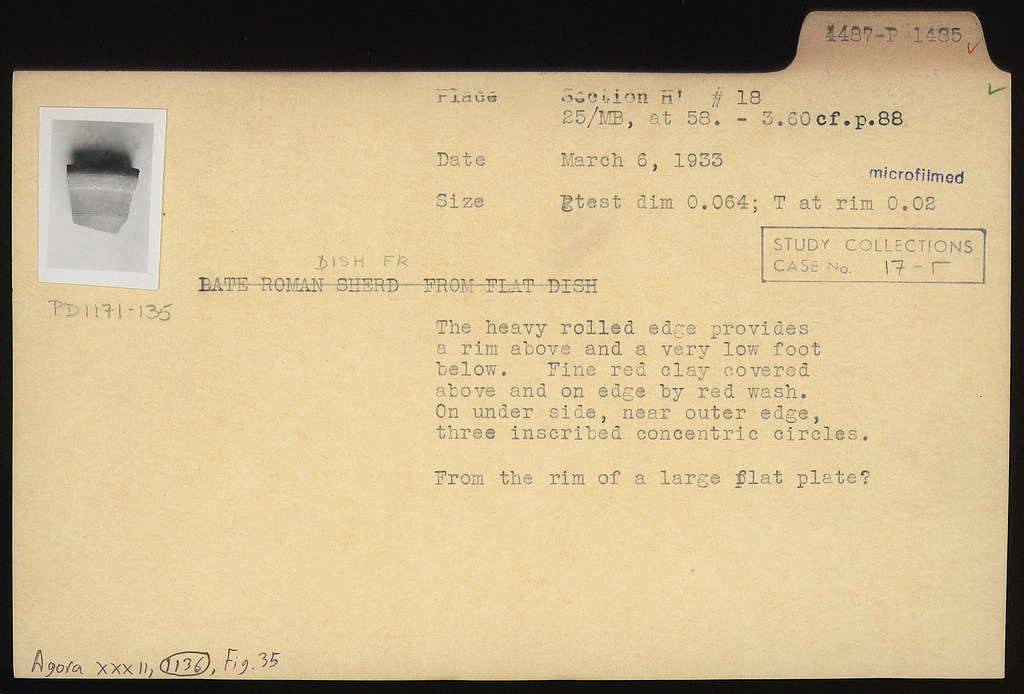 4487-P 1485 ✓
✓
Place Section H' # 18
25/MB, at 58. - 3.60 cf.p.88
Date March 6, 1933
microfilmed
Size Gtest dim 0.064; T at rim 0.02
STUDY COLLECTIONS
CASE No. 17 - Γ
DISH FR
LATE ROMAN SHERD FROM FLAT DISH
PD1171-135
The heavy rolled edge provides
a rim above and a very low foot
below. Fine red clay covered
above and on edge by red wash.
On under side, near outer edge,
three inscribed concentric circles.
From the rim of a large flat plate?
Agora XXXII, 1136, Fig. 35